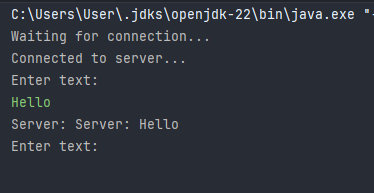 C:\Users\User\.jdks\openjdk-22\bin\java.exe "-
Waiting for connection...
Connected to server...
Enter text:
Hello
Server: Server: Hello
Enter text: